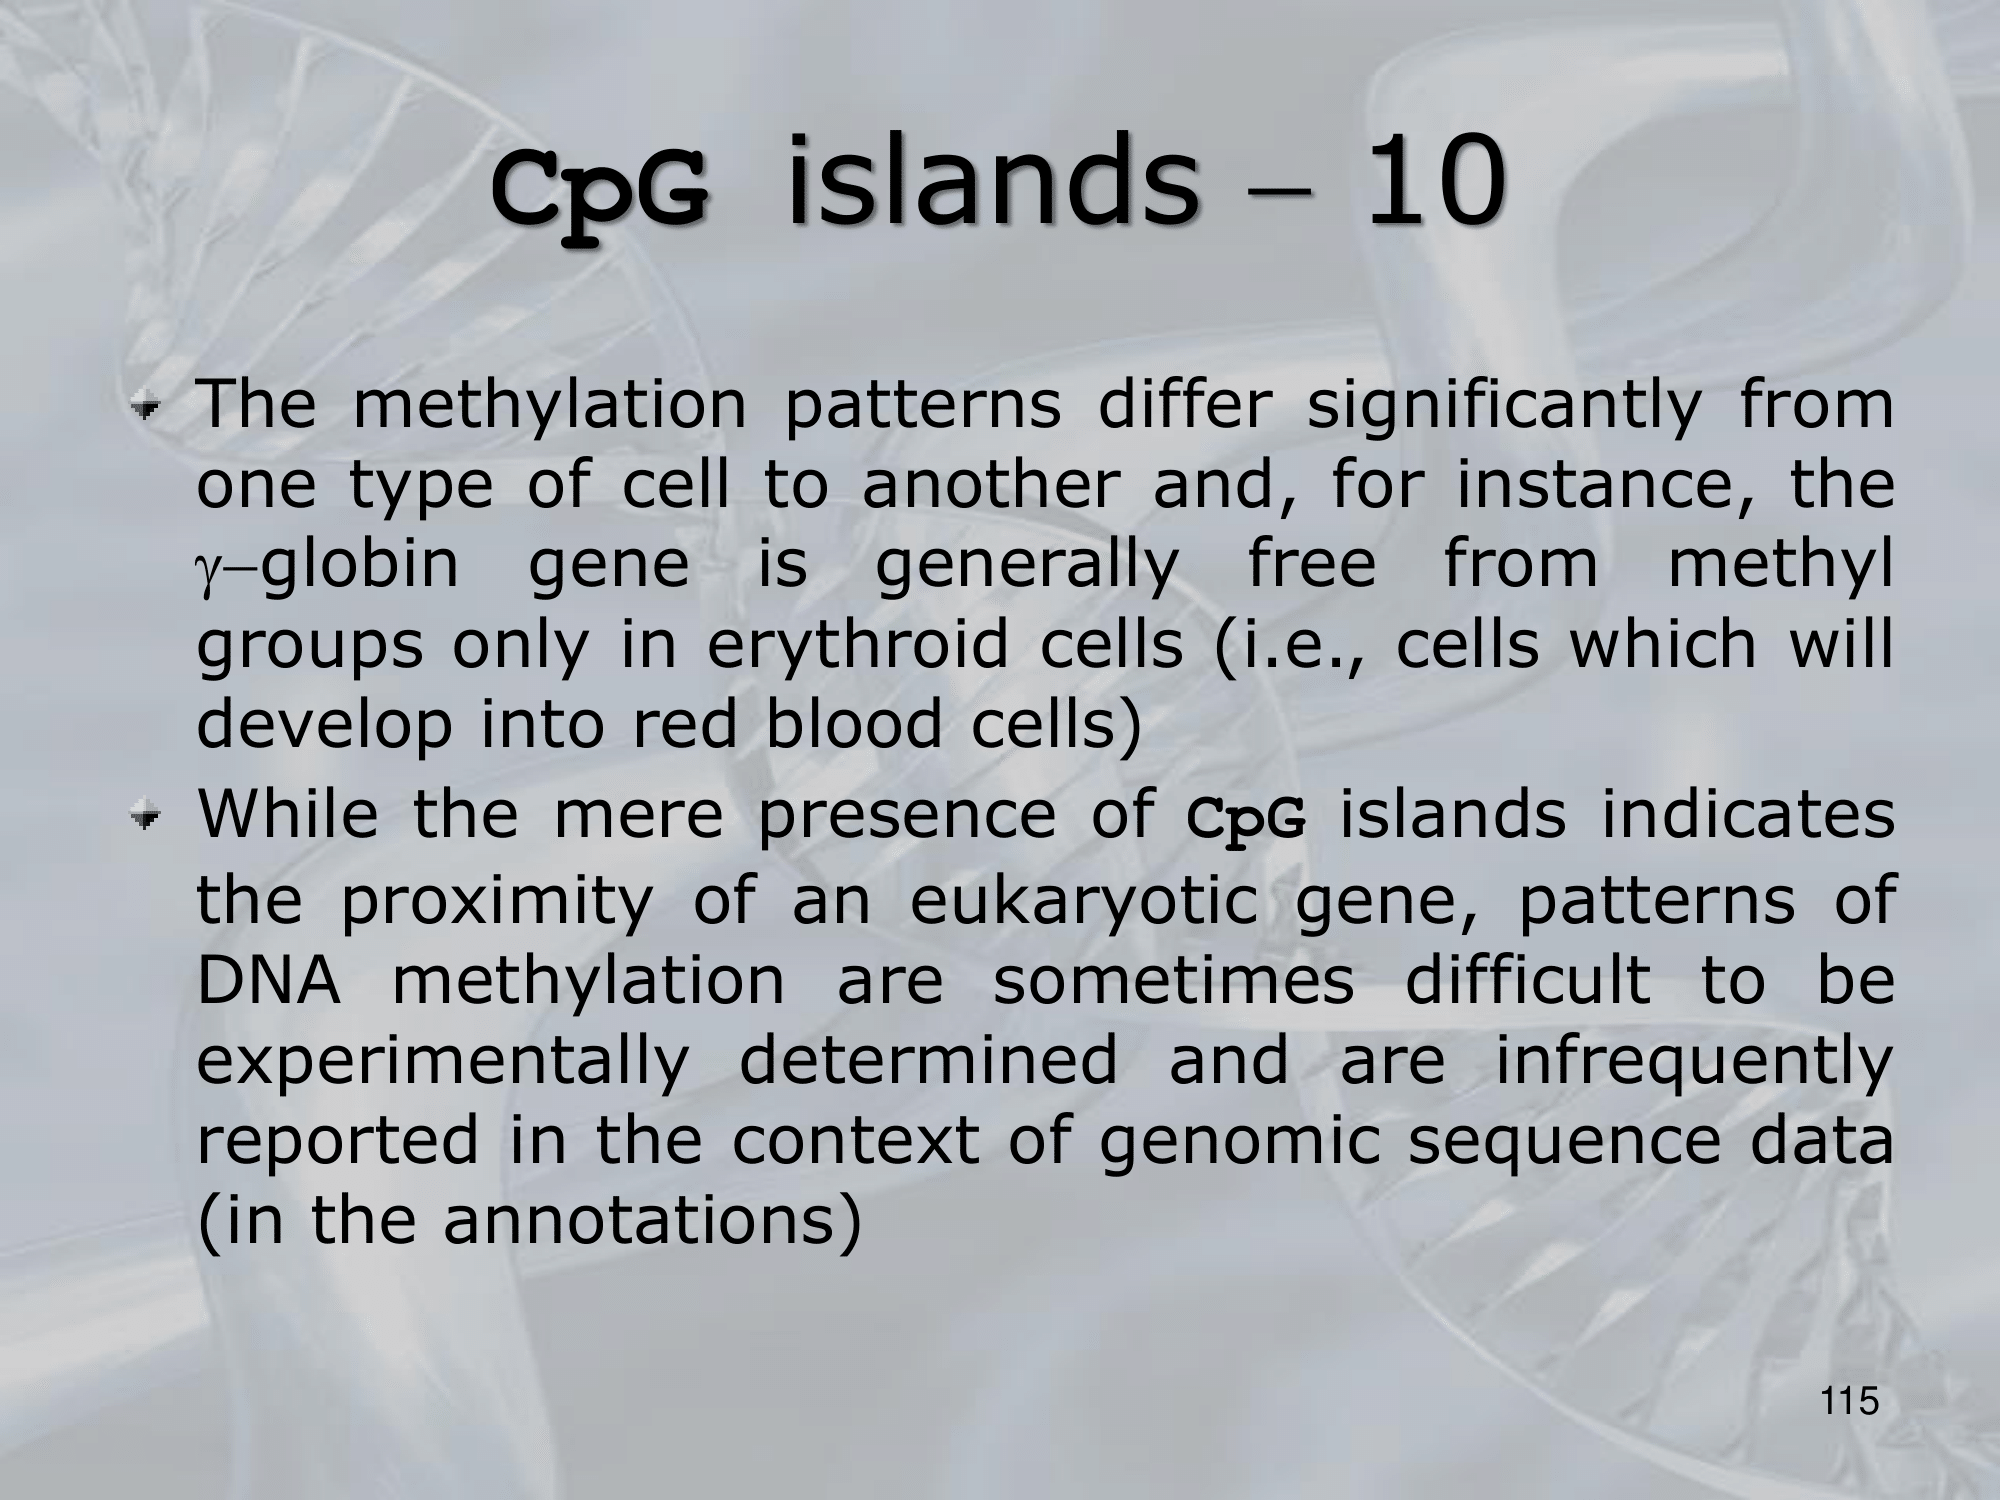 CpG islands – 10
The methylation patterns differ significantly from
one type of cell to another and, for instance, the
γ–globin gene is generally free from methyl
groups only in erythroid cells (i.e., cells which will
develop into red blood cells)
While the mere presence of CpG islands indicates
the proximity of an eukaryotic gene, patterns of
DNA methylation are sometimes difficult to be
experimentally determined and are infrequently
reported in the context of genomic sequence data
(in the annotations)
115